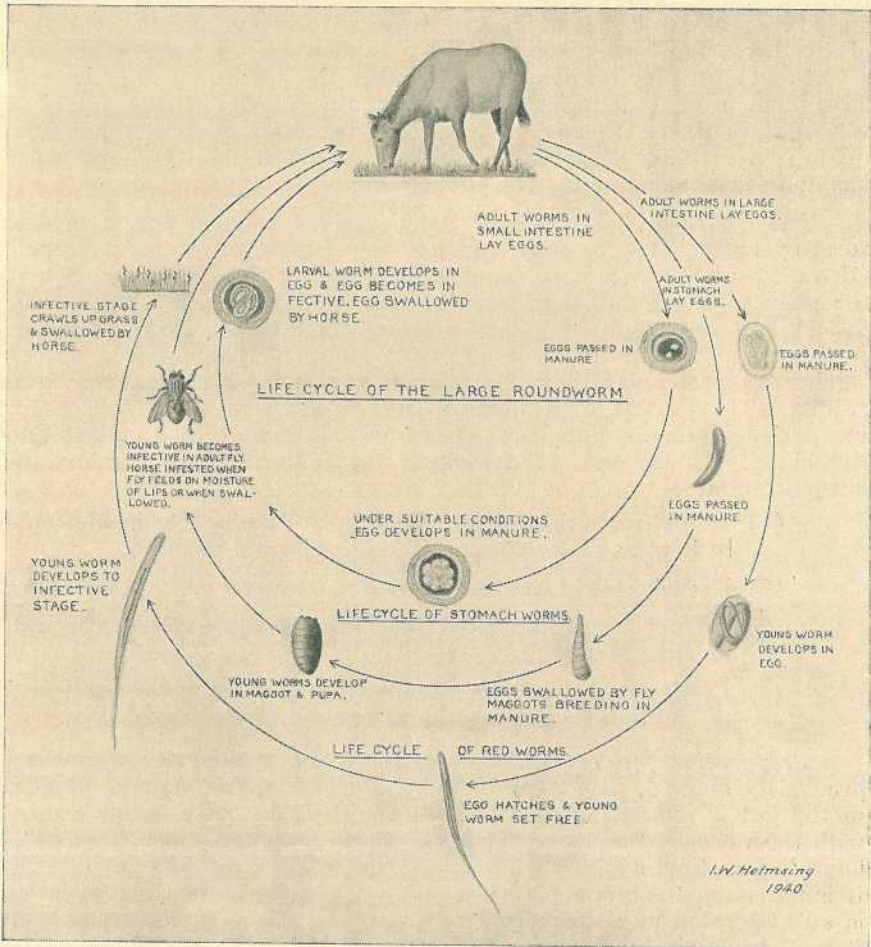 ADULT WORMS IN
SMALL INTESTINE
LAY EGGS.
ADULT WORMS IN LARGE
INTESTINE LAY EGGS.
ADULT WORMS
IN STOMACH
LAY EGGS.
LARVAL WORM DEVELOPS IN
EGG & EGG BECOMES IN
FECTIVE. EGG SWALLOWED
BY HORSE.
INFECTIVE STAGE
CRAWLS UP GRASS
& SWALLOWED BY
HORSE.
EGGS PASSED IN
MANURE
EGGS PASSED
IN MANURE.
LIFE CYCLE OF THE LARGE ROUNDWORM
YOUNG WORM BECOMES
INFECTIVE IN ADULT FLY.
HORSE INFESTED WHEN
FLY FEEDS ON MOISTURE
OF LIPS OR WHEN SWAL-
LOWED.
EGGS PASSED
IN MANURE
UNDER SUITABLE CONDITIONS
EGG DEVELOPS IN MANURE.
YOUNG WORM
DEVELOPS TO
INFECTIVE
STAGE.
LIFE CYCLE OF STOMACH WORMS.
YOUNG WORM
DEVELOPS IN
EGG.
YOUNG WORMS DEVELOP
IN MAGGOT & PUPA.
EGGS SWALLOWED BY FLY
MAGGOTS BREEDING IN
MANURE.
LIFE CYCLE OF RED WORMS.
EGG HATCHES & YOUNG
WORM SET FREE.
I.W. Helmsing
1940